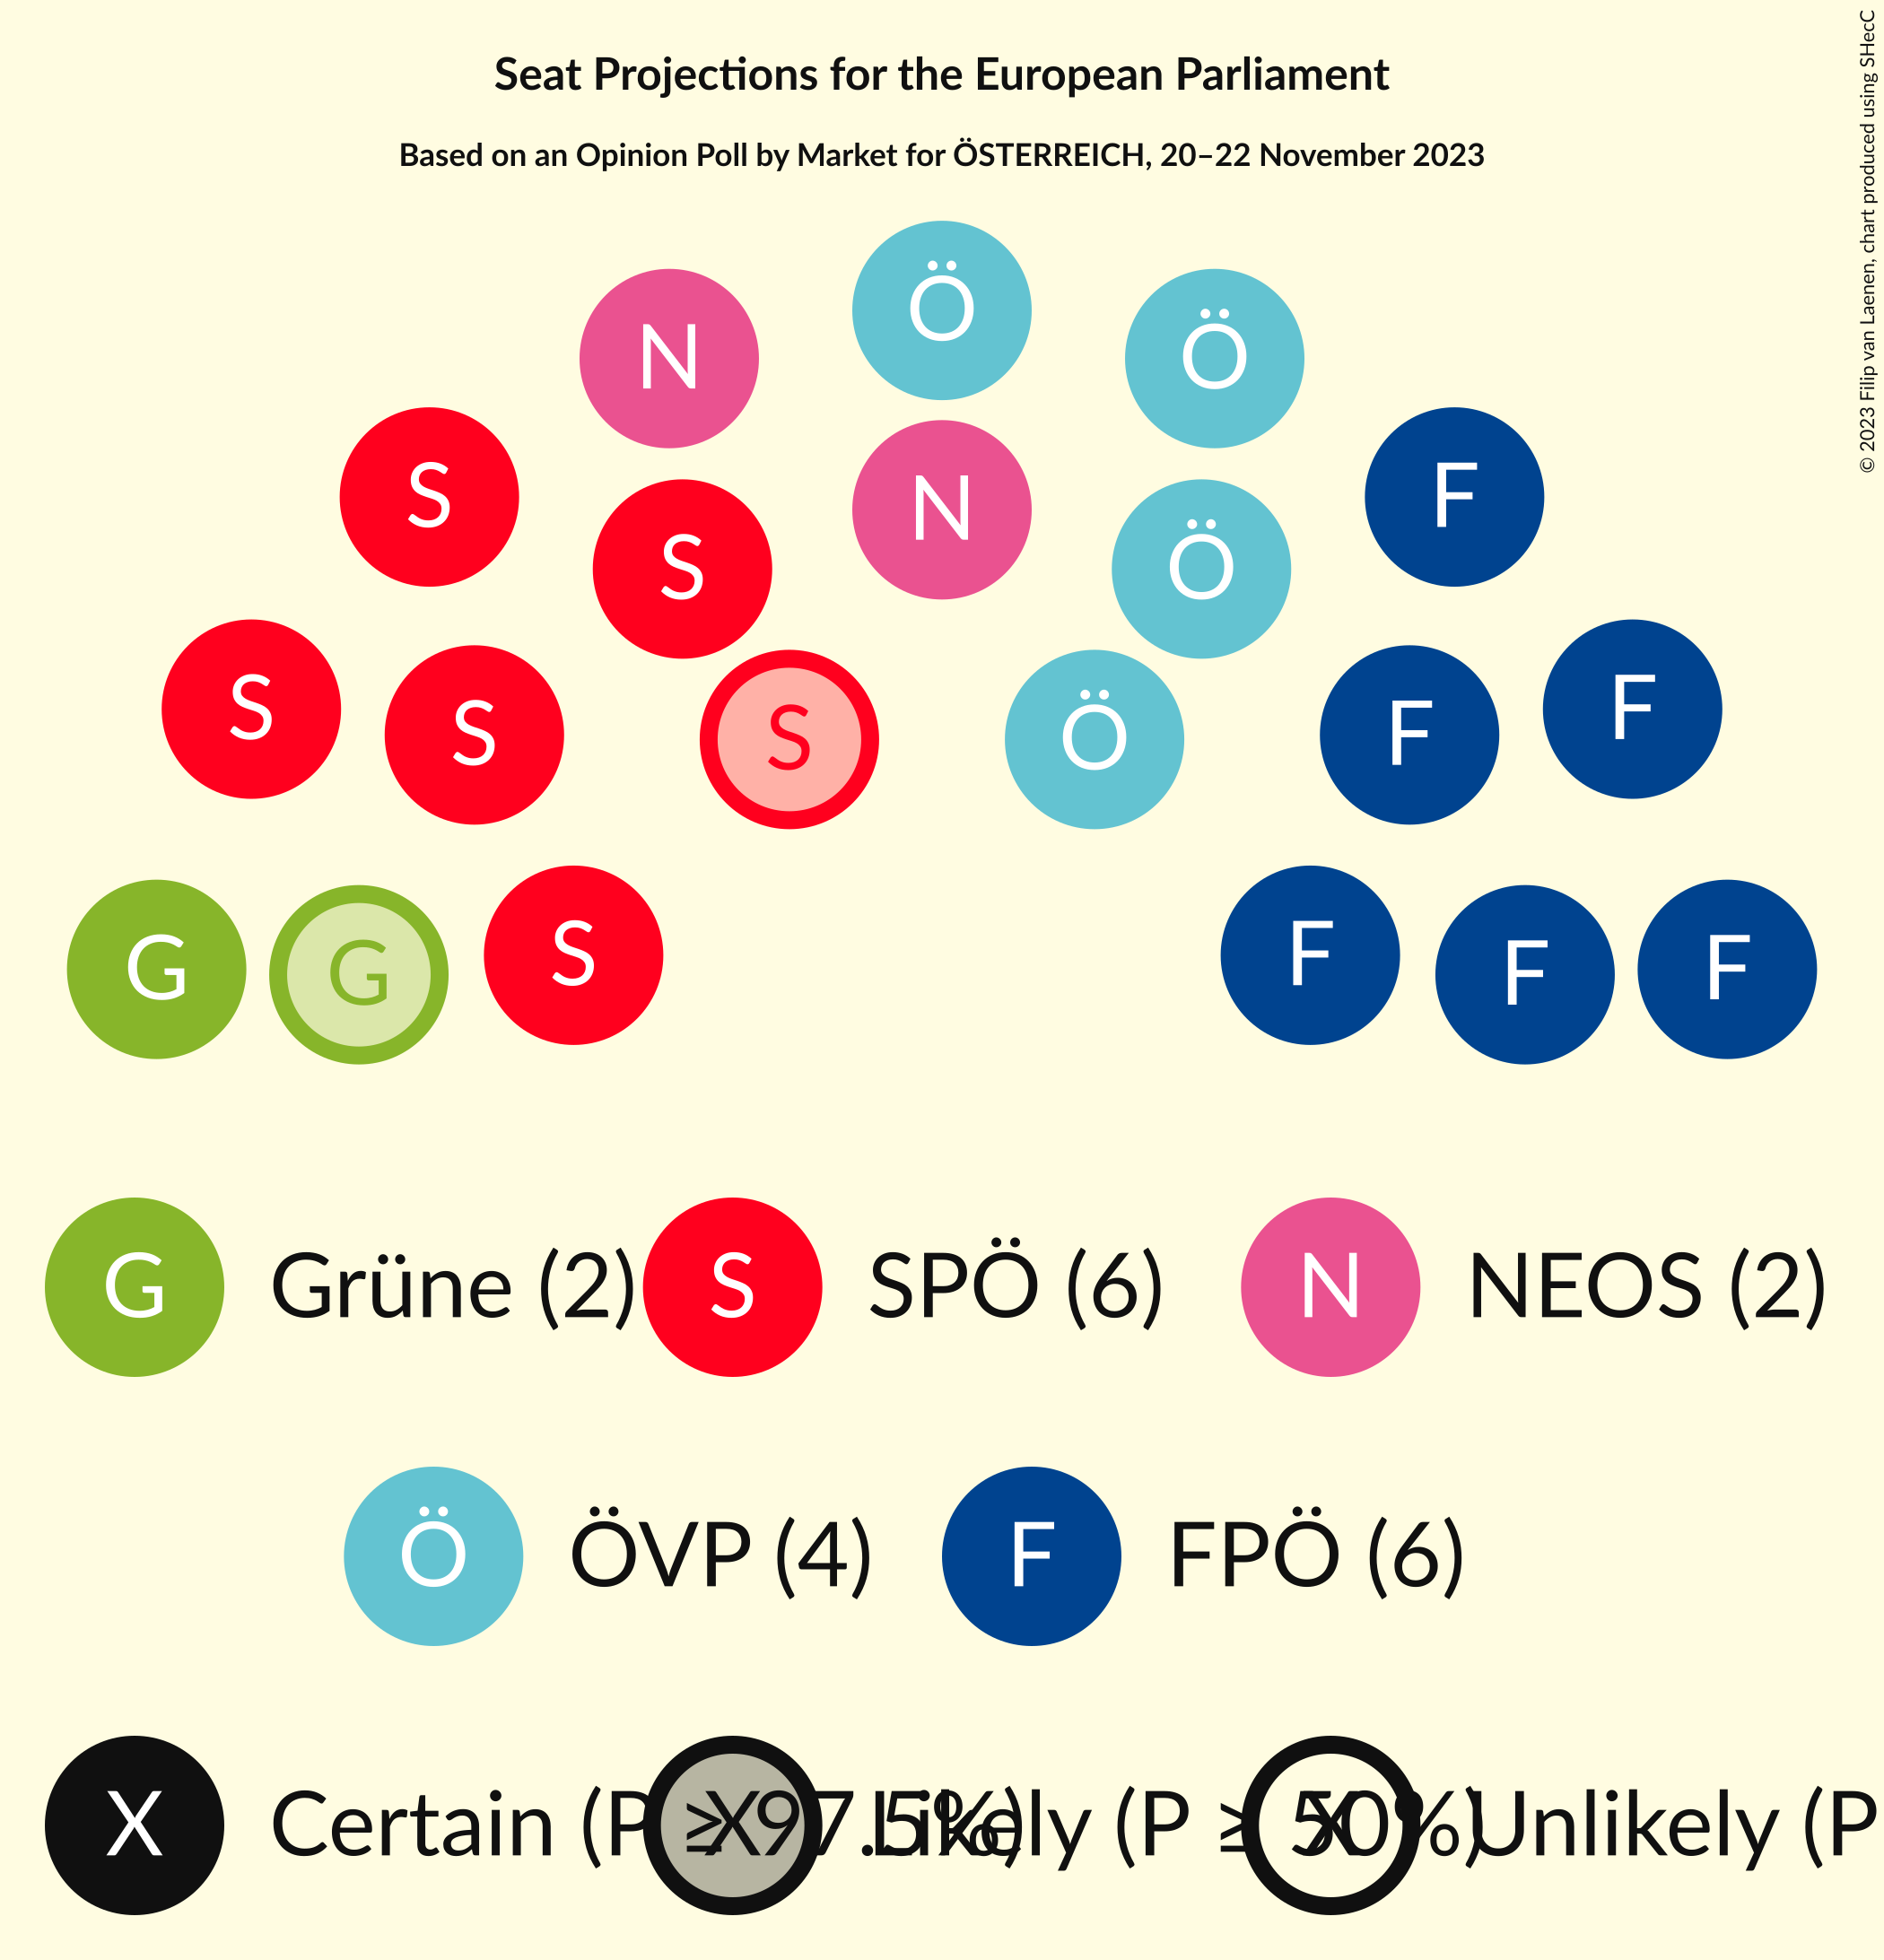 Seat Projections for the European Parliament
Based on an Opinion Poll by Market for ÖSTERREICH, 20–22 November 2023
© 2023 Filip van Laenen, chart produced using SHecC
Ö
N Ö
S N F
S Ö
S S S Ö F F
G G S F F F
G Grüne (2) S SPÖ (6) N NEOS (2)
Ö ÖVP (4) F FPÖ (6)
X Certain (P ≥ 97.5%) X Likely (P ≥ 50%) X Unlikely (P